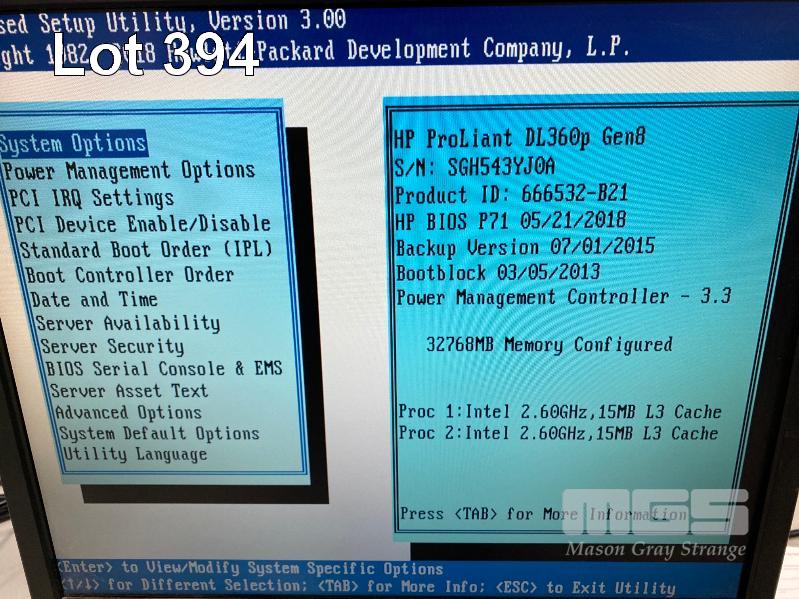 sed Setup Utility, Version 3.00
Packard Development Company, L.P.
Lot 394
System Options
Power Management Options
PCI IRQ Settings
PCI Device Enable/Disable
Standard Boot Order (IPL)
Boot Controller Order
Date and Time
Server Availability
Server Security
BIOS Serial Console & EMS
Server Asset Text
Advanced Options
System Default Options
Utility Language
HP ProLiant DL360p Gen8
S/N: SGH543YJ0A
Product ID: 666532-B21
HP BIOS P71 05/21/2018
Backup Version 07/01/2015
Bootblock 03/05/2013
Power Management Controller - 3.3
32768MB Memory Configured
Proc 1:Intel 2.60GHz,15MB L3 Cache
Proc 2:Intel 2.60GHz,15MB L3 Cache
Press <TAB> for More Information
MGS
Mason Gray Strange
<Enter> to View/Modify System Specific Options
<↑/↓> for Different Selection; <TAB> for More Info; <ESC> to Exit Utility